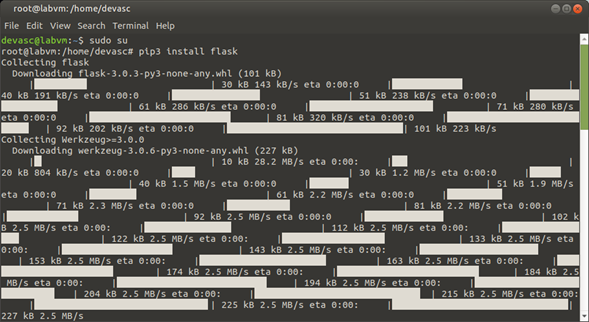 root@labvm: /home/devasc
File Edit View Search Terminal Help
devasc@labvm:~$ sudo su
root@labvm:/home/devasc# pip3 install flask
Collecting flask
Downloading flask-3.0.3-py3-none-any.whl (101 kB)
| | 30 kB 143 kB/s eta 0:00:0 | |
40 kB 191 kB/s eta 0:00:0 | | 51 kB 238 kB/s eta 0:00:0 |
| 61 kB 286 kB/s eta 0:00:0 | | 71 kB 280 kB/s
eta 0:00:0 | | 81 kB 320 kB/s eta 0:00:0 |
| 92 kB 202 kB/s eta 0:00:0 | | 101 kB 223 kB/s
Collecting Werkzeug>=3.0.0
Downloading werkzeug-3.0.6-py3-none-any.whl (227 kB)
| | 10 kB 28.2 MB/s eta 0:00: | |
20 kB 804 kB/s eta 0:00: | | 30 kB 1.2 MB/s eta 0:00: |
| 40 kB 1.5 MB/s eta 0:00: | | 51 kB 1.9 MB/s
eta 0:00:0 | | 61 kB 2.2 MB/s eta 0:00: |
| 71 kB 2.3 MB/s eta 0:00: | | 81 kB 2.2 MB/s eta 0:00:0
| | 92 kB 2.5 MB/s eta 0:00: | | 102 k
B 2.5 MB/s eta 0:00: | | 112 kB 2.5 MB/s eta 0:00: |
| 122 kB 2.5 MB/s eta 0:00: | | 133 kB 2.5 MB/s eta
0:00: | | 143 kB 2.5 MB/s eta 0:00: |
| 153 kB 2.5 MB/s eta 0:00: | | 163 kB 2.5 MB/s eta 0:00: |
| 174 kB 2.5 MB/s eta 0:00: | | 184 kB 2.5
MB/s eta 0:00: | | 194 kB 2.5 MB/s eta 0:00: |
| 204 kB 2.5 MB/s eta 0:00: | | 215 kB 2.5 MB/s eta 0:00:
| | 225 kB 2.5 MB/s eta 0:00: | |
227 kB 2.5 MB/s